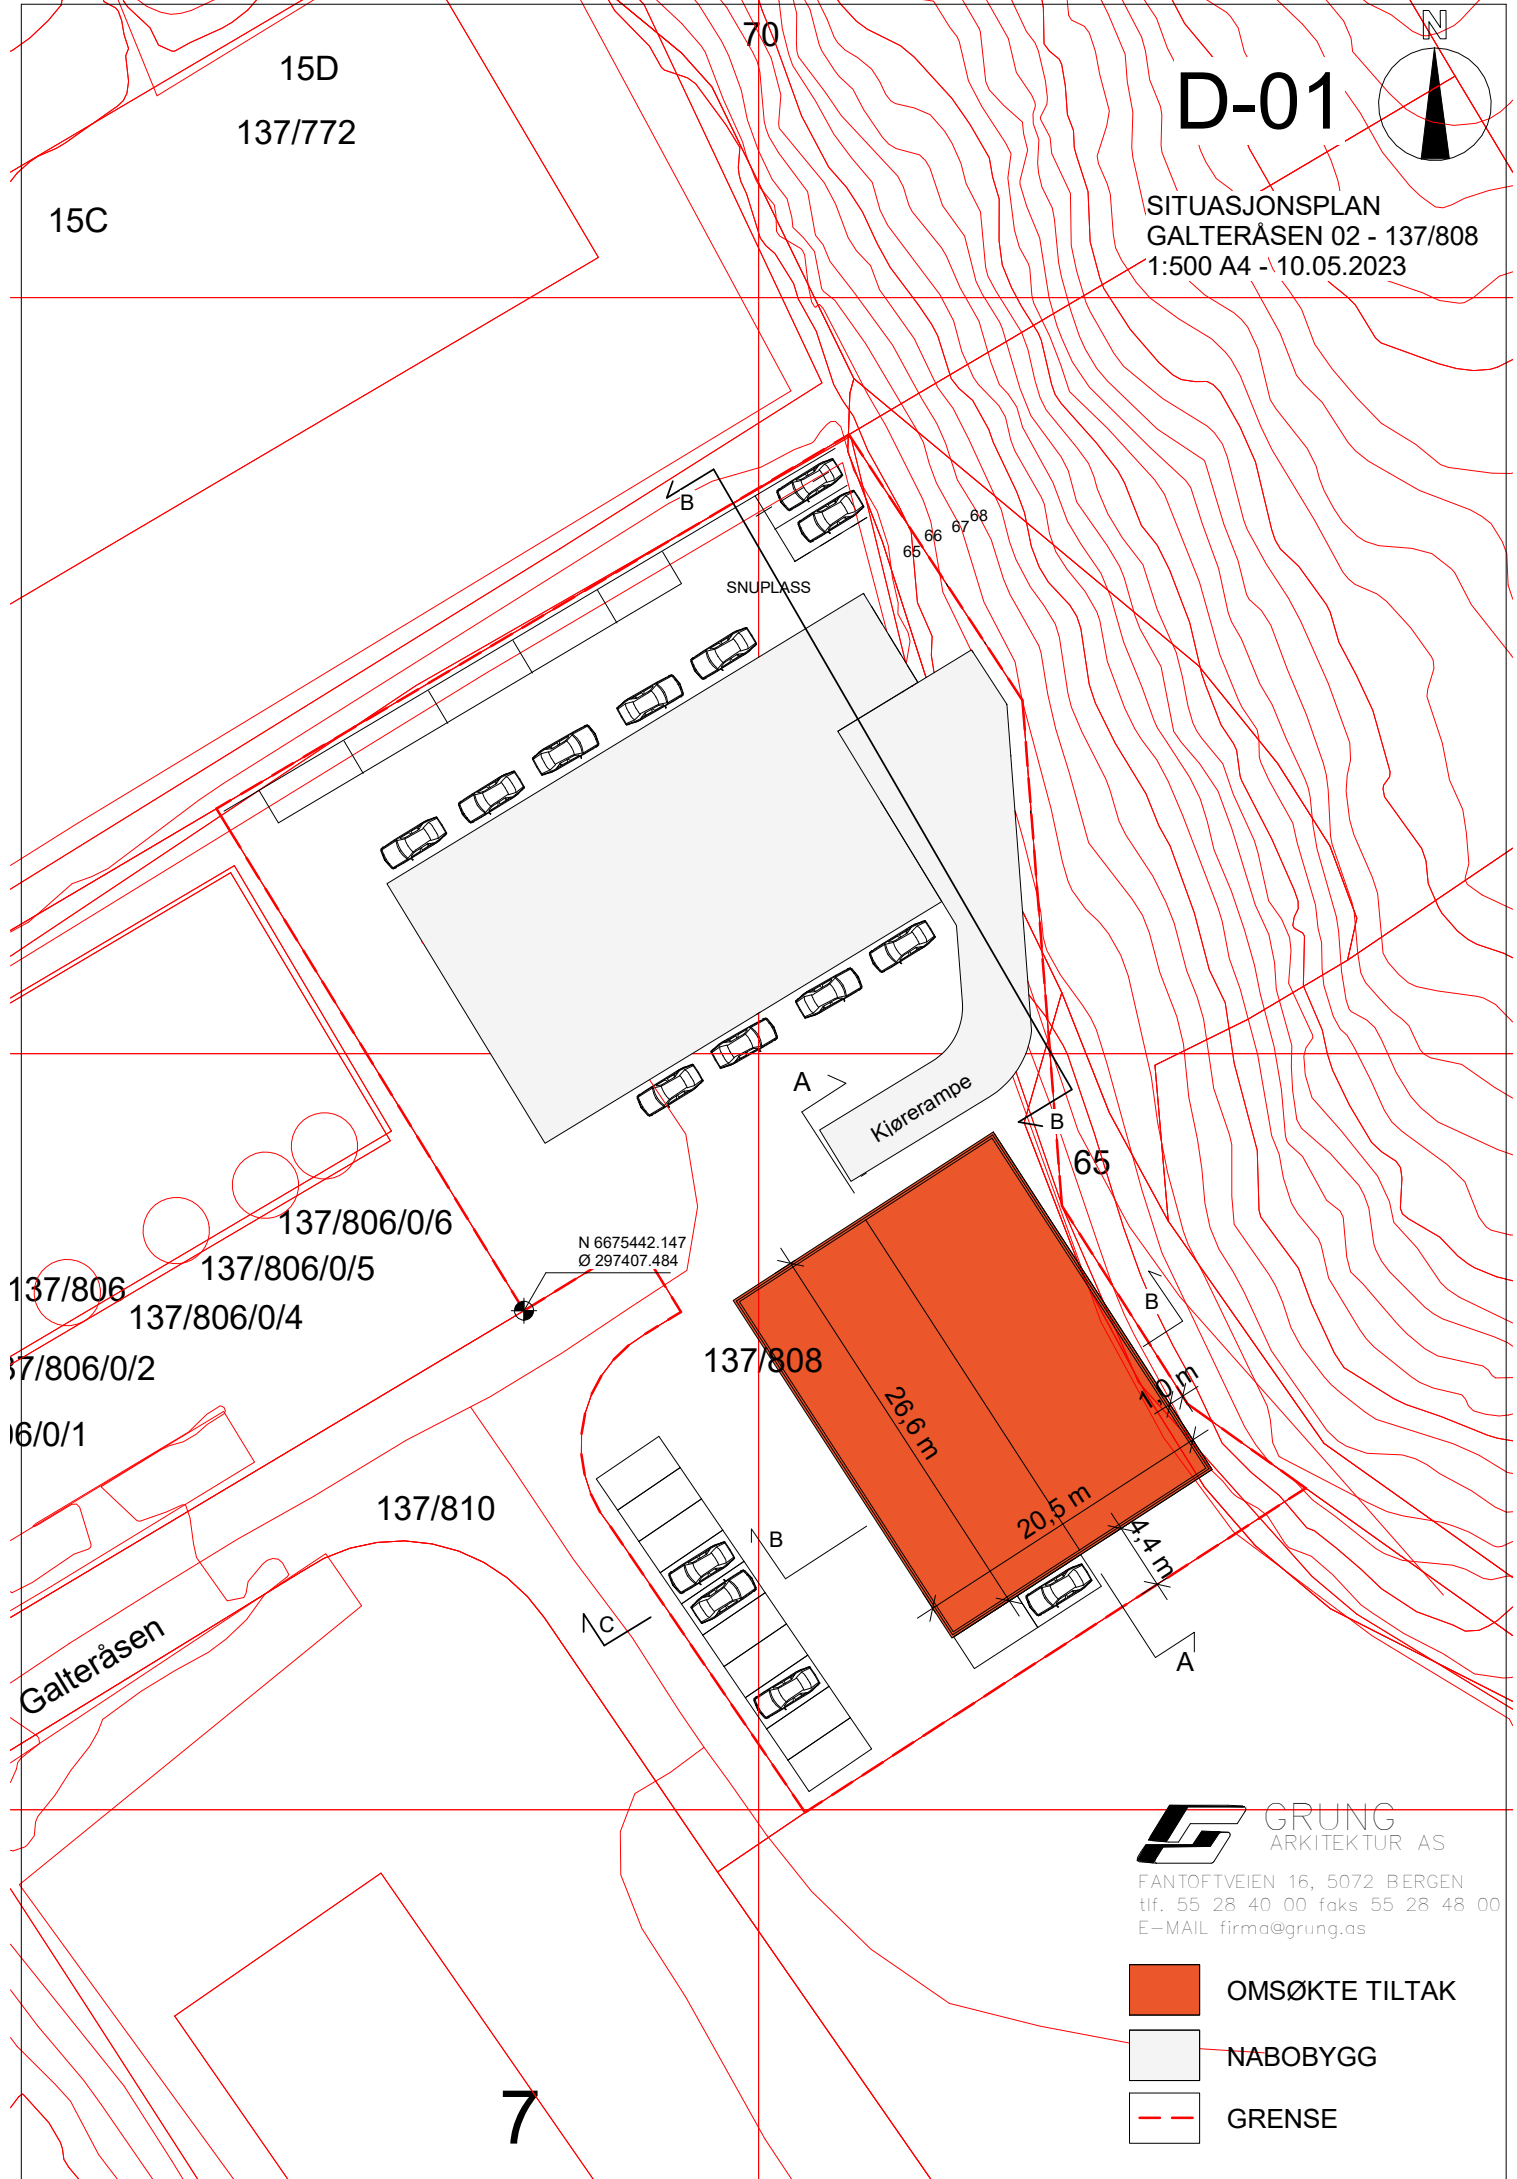 70
N
15D
D-01
137/772
15C
SITUASJONSPLAN
GALTERÅSEN 02 - 137/808
1:500 A4 - 10.05.2023
B
65
66
67
68
SNUPLASS
A
Kjørerampe
B
65
137/806/0/6
N 6675442.147
Ø 297407.484
137/806/0/5
137/806
137/806/0/4
B
137/808
37/806/0/2
1,0 m
26,6 m
06/0/1
137/810
20,5 m
4,4 m
B
C
A
Galteråsen
GRUNG
ARKITEKTUR AS
FANTOFTVEIEN 16, 5072 BERGEN
tlf. 55 28 40 00 faks 55 28 48 00
E-MAIL firma@grung.as
OMSØKTE TILTAK
NABOBYGG
GRENSE
7